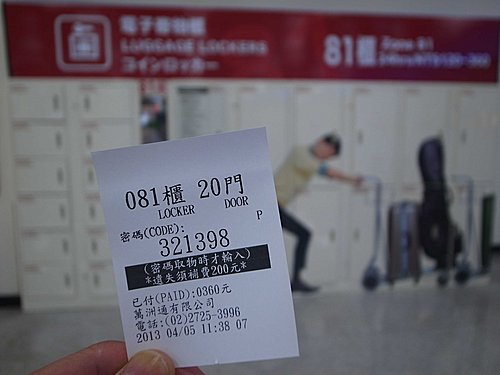 電子寄物櫃
LUGGAGE LOCKERS
コインロッカー
81櫃
Zone 81
081櫃 20門
LOCKER DOOR
P
密碼(CODE):
321398
(密碼取物時才輸入)
*遺失須補費200元*
已付(PAID):0360元
萬洲通有限公司
電話:(02)2725-3996
2013 04/05 11 38 07